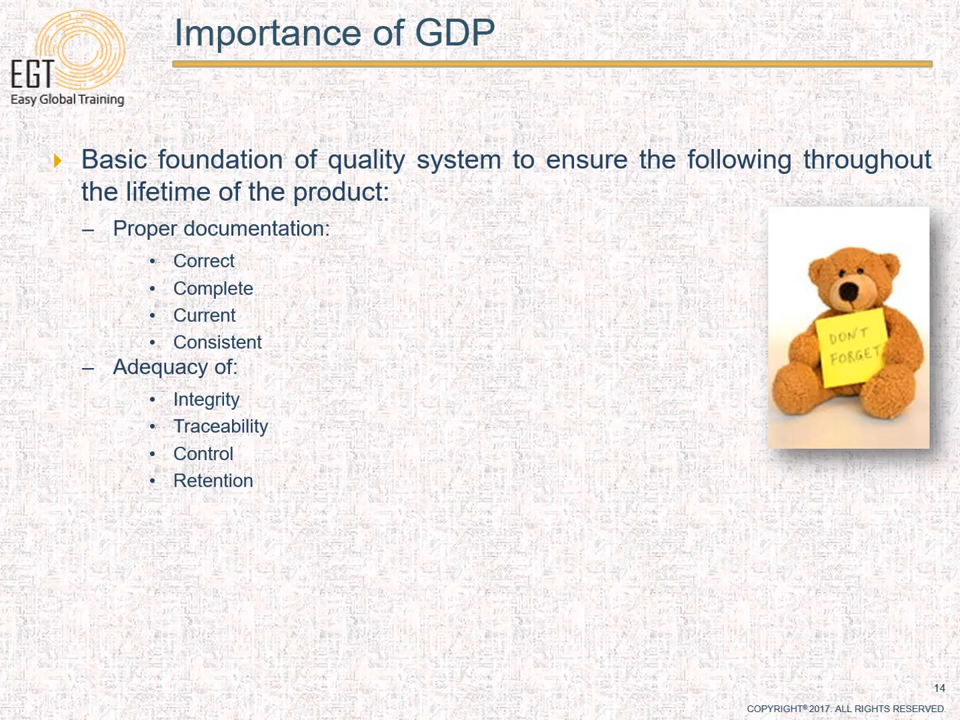 Importance of GDP
EGT
Easy Global Training
Basic foundation of quality system to ensure the following throughout
the lifetime of the product:
– Proper documentation:
• Correct
• Complete
• Current
• Consistent
– Adequacy of:
• Integrity
• Traceability
• Control
• Retention
DON'T
FORGET
14
COPYRIGHT® 2017. ALL RIGHTS RESERVED.